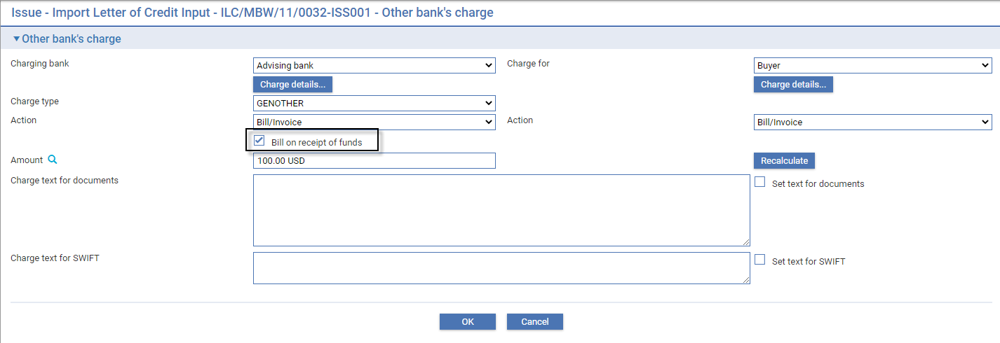 Issue - Import Letter of Credit Input - ILC/MBW/11/0032-ISS001 - Other bank's charge
Other bank's charge
Charging bank Advising bank Charge for Buyer
Charge details... Charge details...
Charge type GENOTHER
Action Bill/Invoice Action Bill/Invoice
Bill on receipt of funds
Amount 100.00 USD Recalculate
Charge text for documents Set text for documents
Charge text for SWIFT Set text for SWIFT
OK Cancel